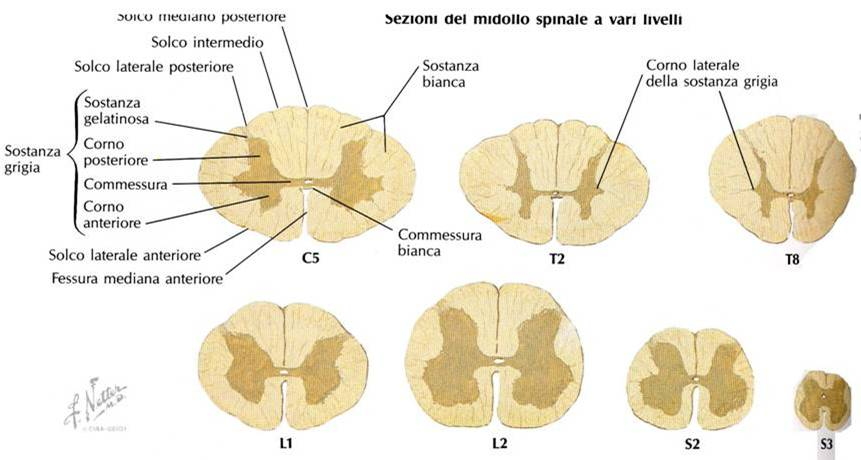 Solco mediano posteriore
Sezioni del midollo spinale a vari livelli
Solco intermedio
Solco laterale posteriore
Sostanza
bianca
Corno laterale
della sostanza grigia
Sostanza
grigia
Sostanza
gelatinosa
Corno
posteriore
Commessura
Corno
anteriore
Solco laterale anteriore
Fessura mediana anteriore
Commessura
bianca
C5
T2
T8
L1
L2
S2
S3
F. Netter
M.D.